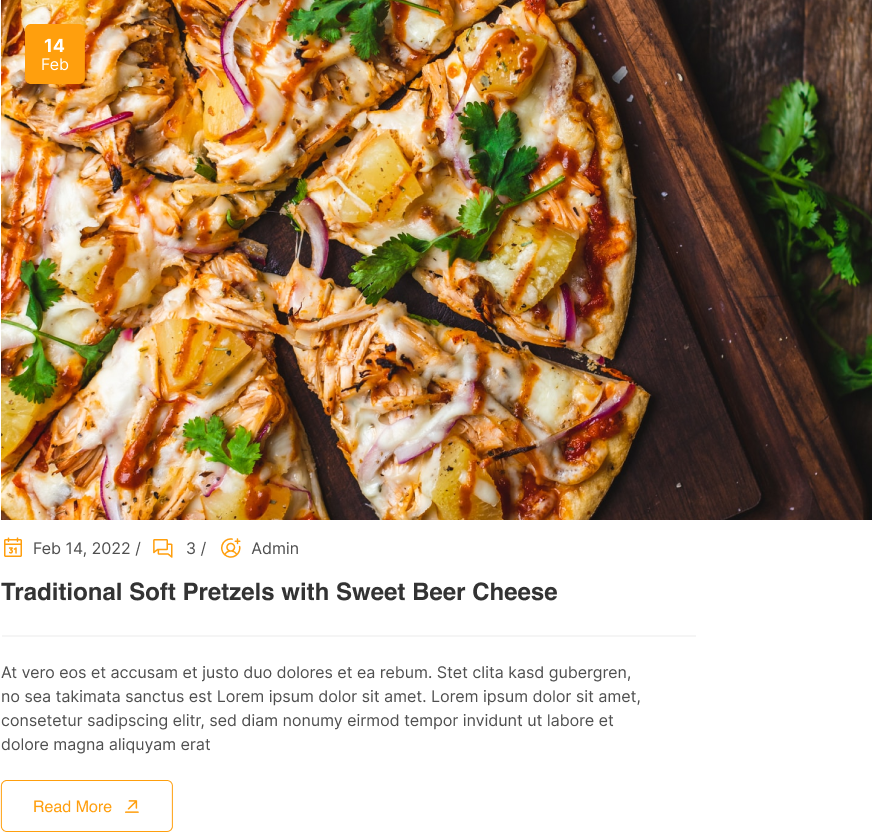 14
Feb
Feb 14, 2022 / 3 / Admin
Traditional Soft Pretzels with Sweet Beer Cheese
At vero eos et accusam et justo duo dolores et ea rebum. Stet clita kasd gubergren,
no sea takimata sanctus est Lorem ipsum dolor sit amet. Lorem ipsum dolor sit amet,
consetetur sadipscing elitr, sed diam nonumy eirmod tempor invidunt ut labore et
dolore magna aliquyam erat
Read More